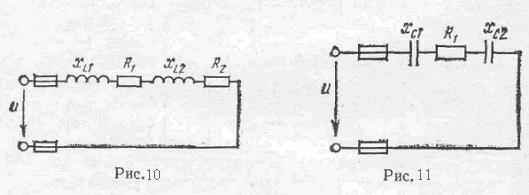 x_L1 R_1 x_L2 R_2
u
Рис.10
x_C1 R_1 x_C2
u
Рис.11